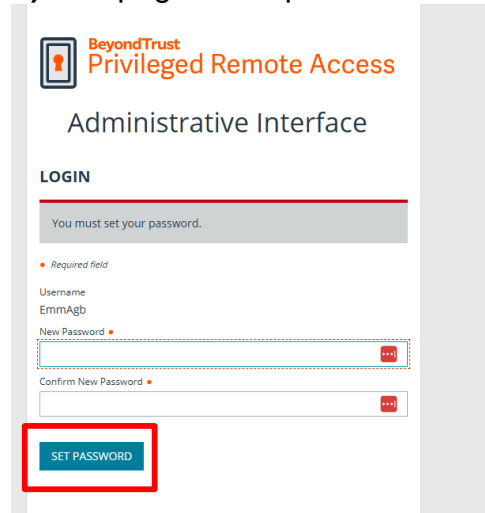 BeyondTrust
Privileged Remote Access
Administrative Interface
LOGIN
You must set your password.
• Required field
Username
EmmAgb
New Password •
Confirm New Password •
SET PASSWORD